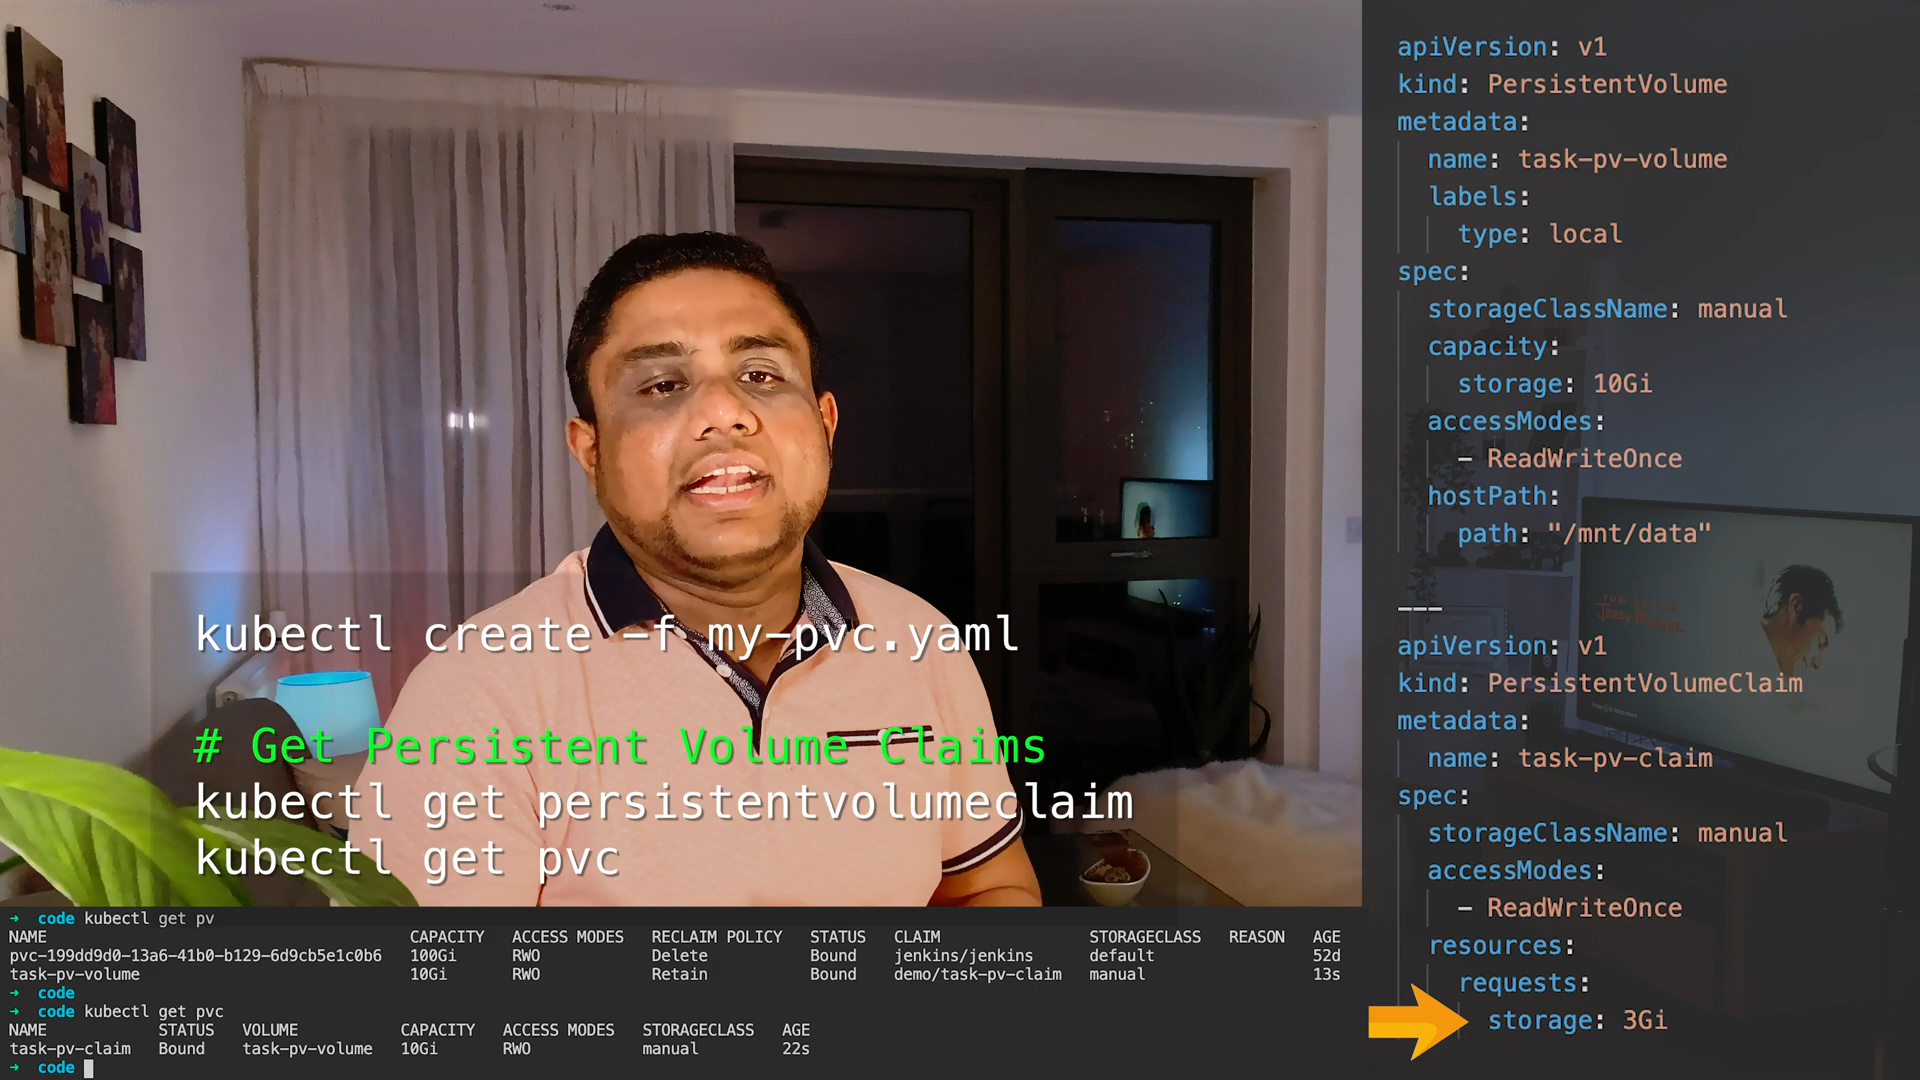 kubectl create -f my-pvc.yaml
# Get Persistent Volume Claims
kubectl get persistentvolumeclaim
kubectl get pvc
➜ code kubectl get pv
NAME CAPACITY ACCESS MODES RECLAIM POLICY STATUS CLAIM STORAGECLASS REASON AGE
pvc-199dd9d0-13a6-41b0-b129-6d9cb5e1c0b6 100Gi RWO Delete Bound jenkins/jenkins default 52d
task-pv-volume 10Gi RWO Retain Bound demo/task-pv-claim manual 13s
➜ code
➜ code kubectl get pvc
NAME STATUS VOLUME CAPACITY ACCESS MODES STORAGECLASS AGE
task-pv-claim Bound task-pv-volume 10Gi RWO manual 22s
➜ code
apiVersion: v1
kind: PersistentVolume
metadata:
  name: task-pv-volume
  labels:
    type: local
spec:
  storageClassName: manual
  capacity:
    storage: 10Gi
  accessModes:
    - ReadWriteOnce
  hostPath:
    path: "/mnt/data"
---
apiVersion: v1
kind: PersistentVolumeClaim
metadata:
  name: task-pv-claim
spec:
  storageClassName: manual
  accessModes:
    - ReadWriteOnce
  resources:
    requests:
      storage: 3Gi